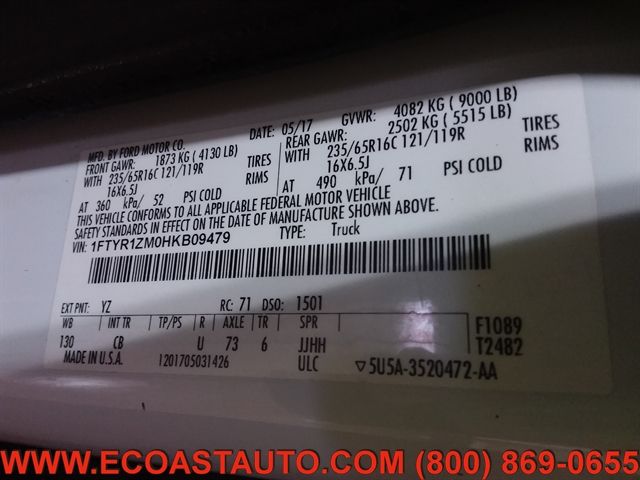 MFD. BY FORD MOTOR CO.
DATE: 05/17 GVWR: 4082 KG ( 9000 LB)
FRONT GAWR: 1873 KG ( 4130 LB) REAR GAWR: 2502 KG ( 5515 LB)
WITH 235/65R16C 121/119R TIRES WITH 235/65R16C 121/119R TIRES
16X6.5J RIMS 16X6.5J RIMS
AT 360 kPa/ 52 PSI COLD AT 490 kPa/ 71 PSI COLD
THIS VEHICLE CONFORMS TO ALL APPLICABLE FEDERAL MOTOR VEHICLE
SAFETY STANDARDS IN EFFECT ON THE DATE OF MANUFACTURE SHOWN ABOVE.
VIN: 1FTYR1ZM0HKB09479 TYPE: Truck
EXT PNT: YZ RC: 71 DSO: 1501
WB INT TR TP/PS R AXLE TR SPR F1089
130 CB U 73 6 JJHH T2482
MADE IN U.S.A. 1201705031426 ULC ▽5U5A-3520472-AA
WWW.ECOASTAUTO.COM (800) 869-0655